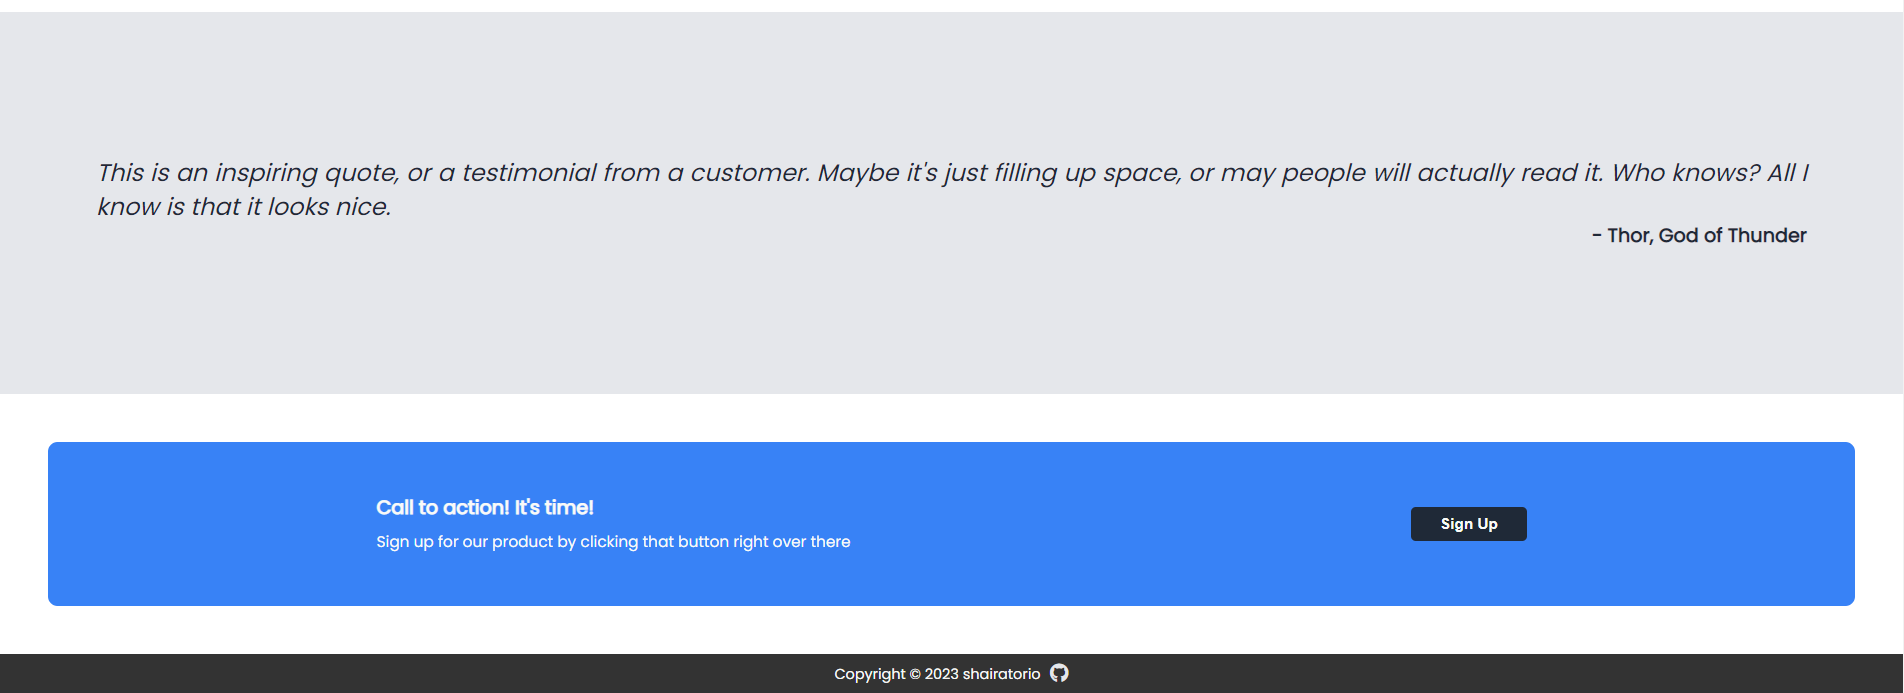 This is an inspiring quote, or a testimonial from a customer. Maybe it's just filling up space, or may people will actually read it. Who knows? All I
know is that it looks nice.
- Thor, God of Thunder
Call to action! It's time!
Sign up for our product by clicking that button right over there
Sign Up
Copyright © 2023 shairatorio